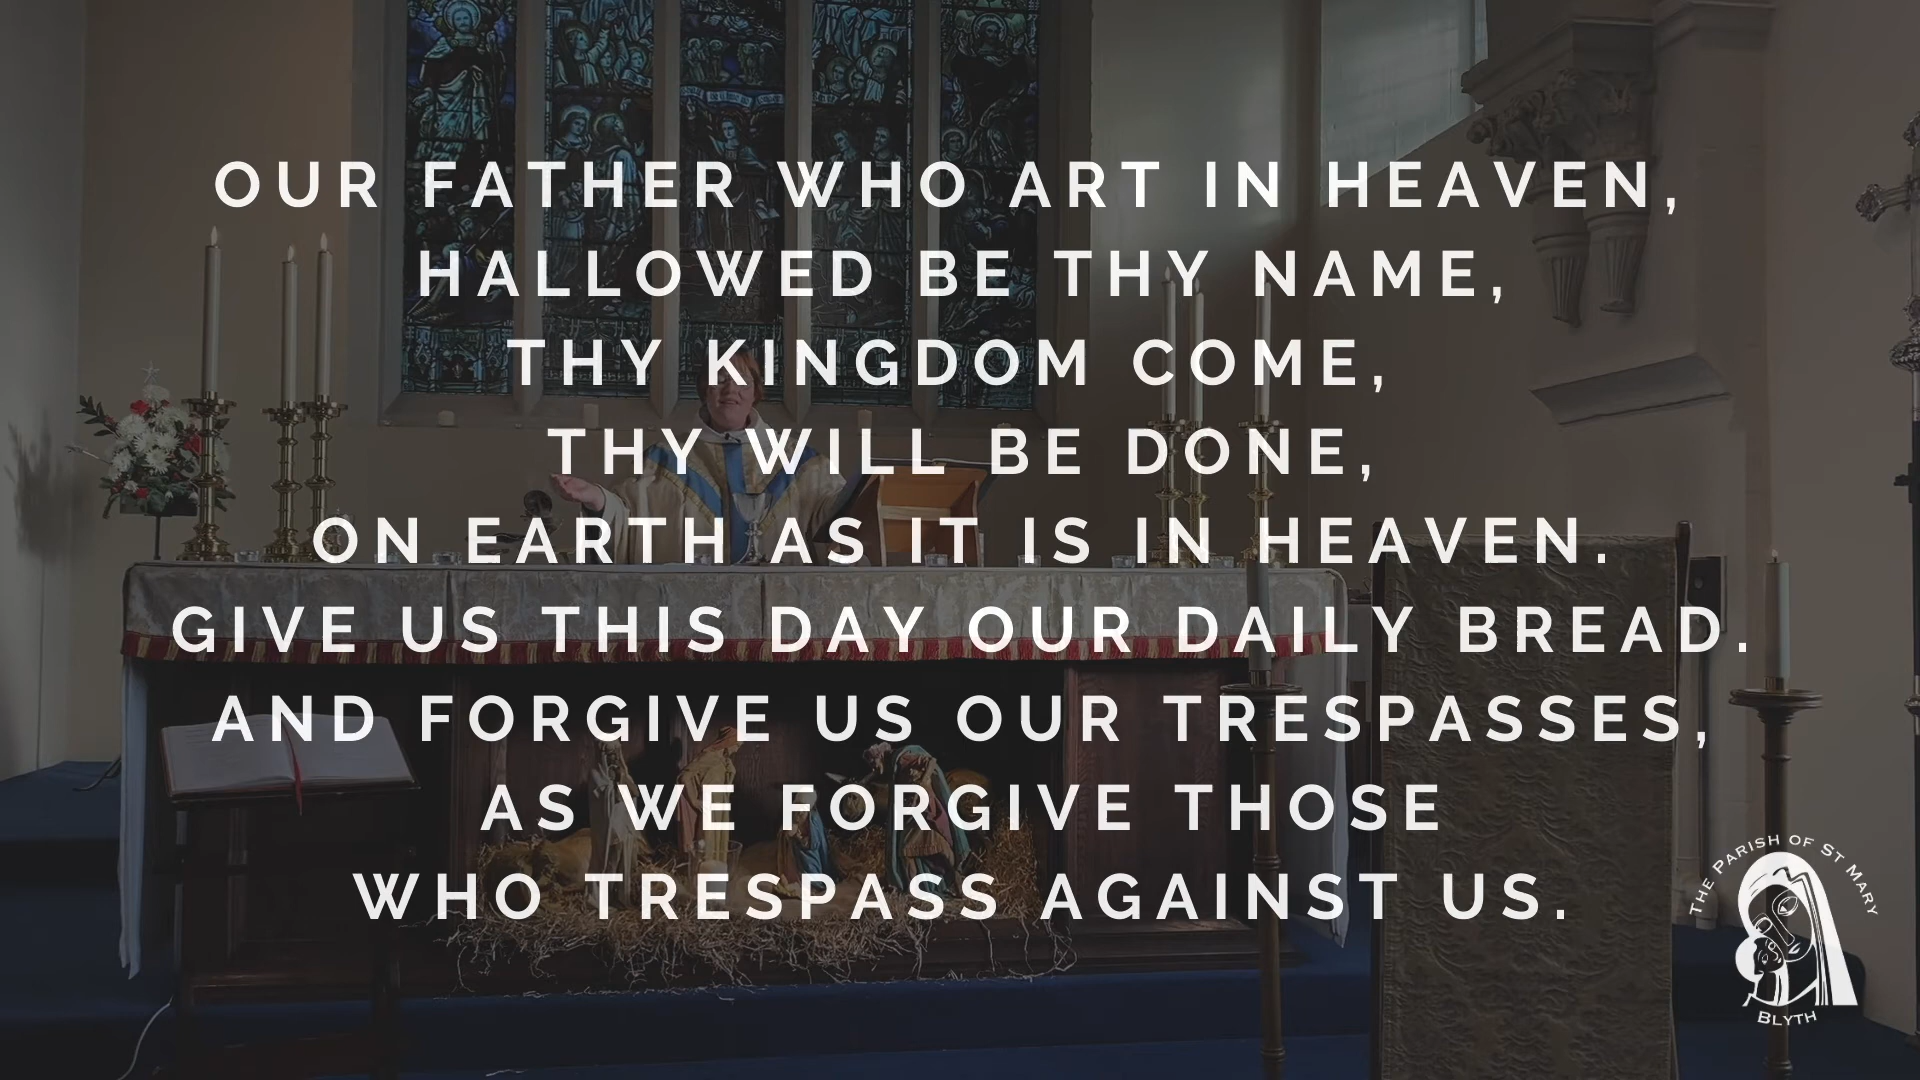 OUR FATHER WHO ART IN HEAVEN,
HALLOWED BE THY NAME,
THY KINGDOM COME,
THY WILL BE DONE,
ON EARTH AS IT IS IN HEAVEN.
GIVE US THIS DAY OUR DAILY BREAD.
AND FORGIVE US OUR TRESPASSES,
AS WE FORGIVE THOSE
WHO TRESPASS AGAINST US.
THE PARISH OF ST MARY
BLYTH